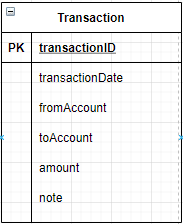 Transaction
PK transactionID
transactionDate
fromAccount
toAccount
amount
note